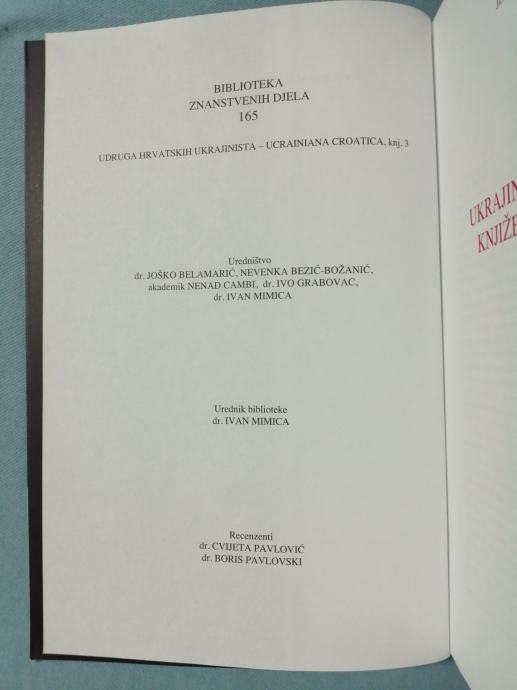 BIBLIOTEKA
ZNANSTVENIH DJELA
165
UDRUGA HRVATSKIH UKRAJINISTA – UCRAINIANA CROATICA, knj. 3
Uredništvo
dr. JOŠKO BELAMARIĆ, NEVENKA BEZIĆ-BOŽANIĆ,
akademik NENAD CAMBI, dr. IVO GRABOVAC,
dr. IVAN MIMICA
Urednik biblioteke
dr. IVAN MIMICA
Recenzenti
dr. CVIJETA PAVLOVIĆ
dr. BORIS PAVLOVSKI
UKRAJIN
KNJIŽE